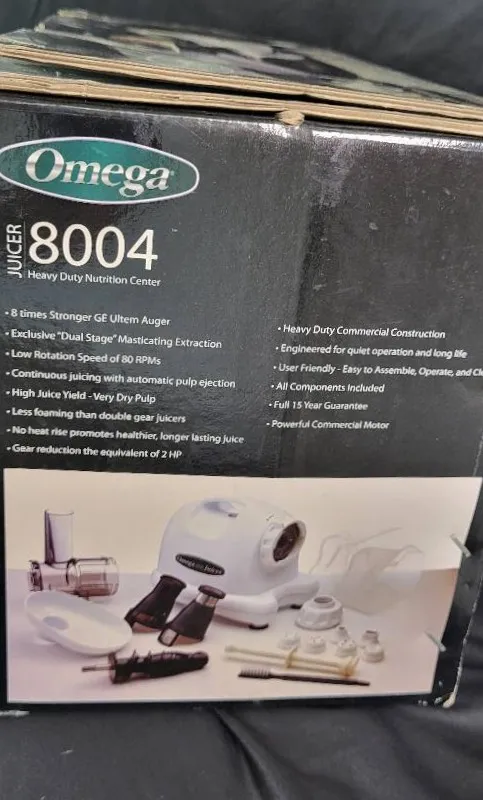 Omega
JUICER
8004
Heavy Duty Nutrition Center
• 8 times Stronger GE Ultem Auger
• Exclusive "Dual Stage" Masticating Extraction
• Low Rotation Speed of 80 RPMs
• Continuous juicing with automatic pulp ejection
• High Juice Yield - Very Dry Pulp
• Less foaming than double gear juicers
• No heat rise promotes healthier, longer lasting juice
• Gear reduction the equivalent of 2 HP
• Heavy Duty Commercial Construction
• Engineered for quiet operation and long life
• User Friendly - Easy to Assemble, Operate, and Cl
• All Components Included
• Full 15 Year Guarantee
• Powerful Commercial Motor
Omega